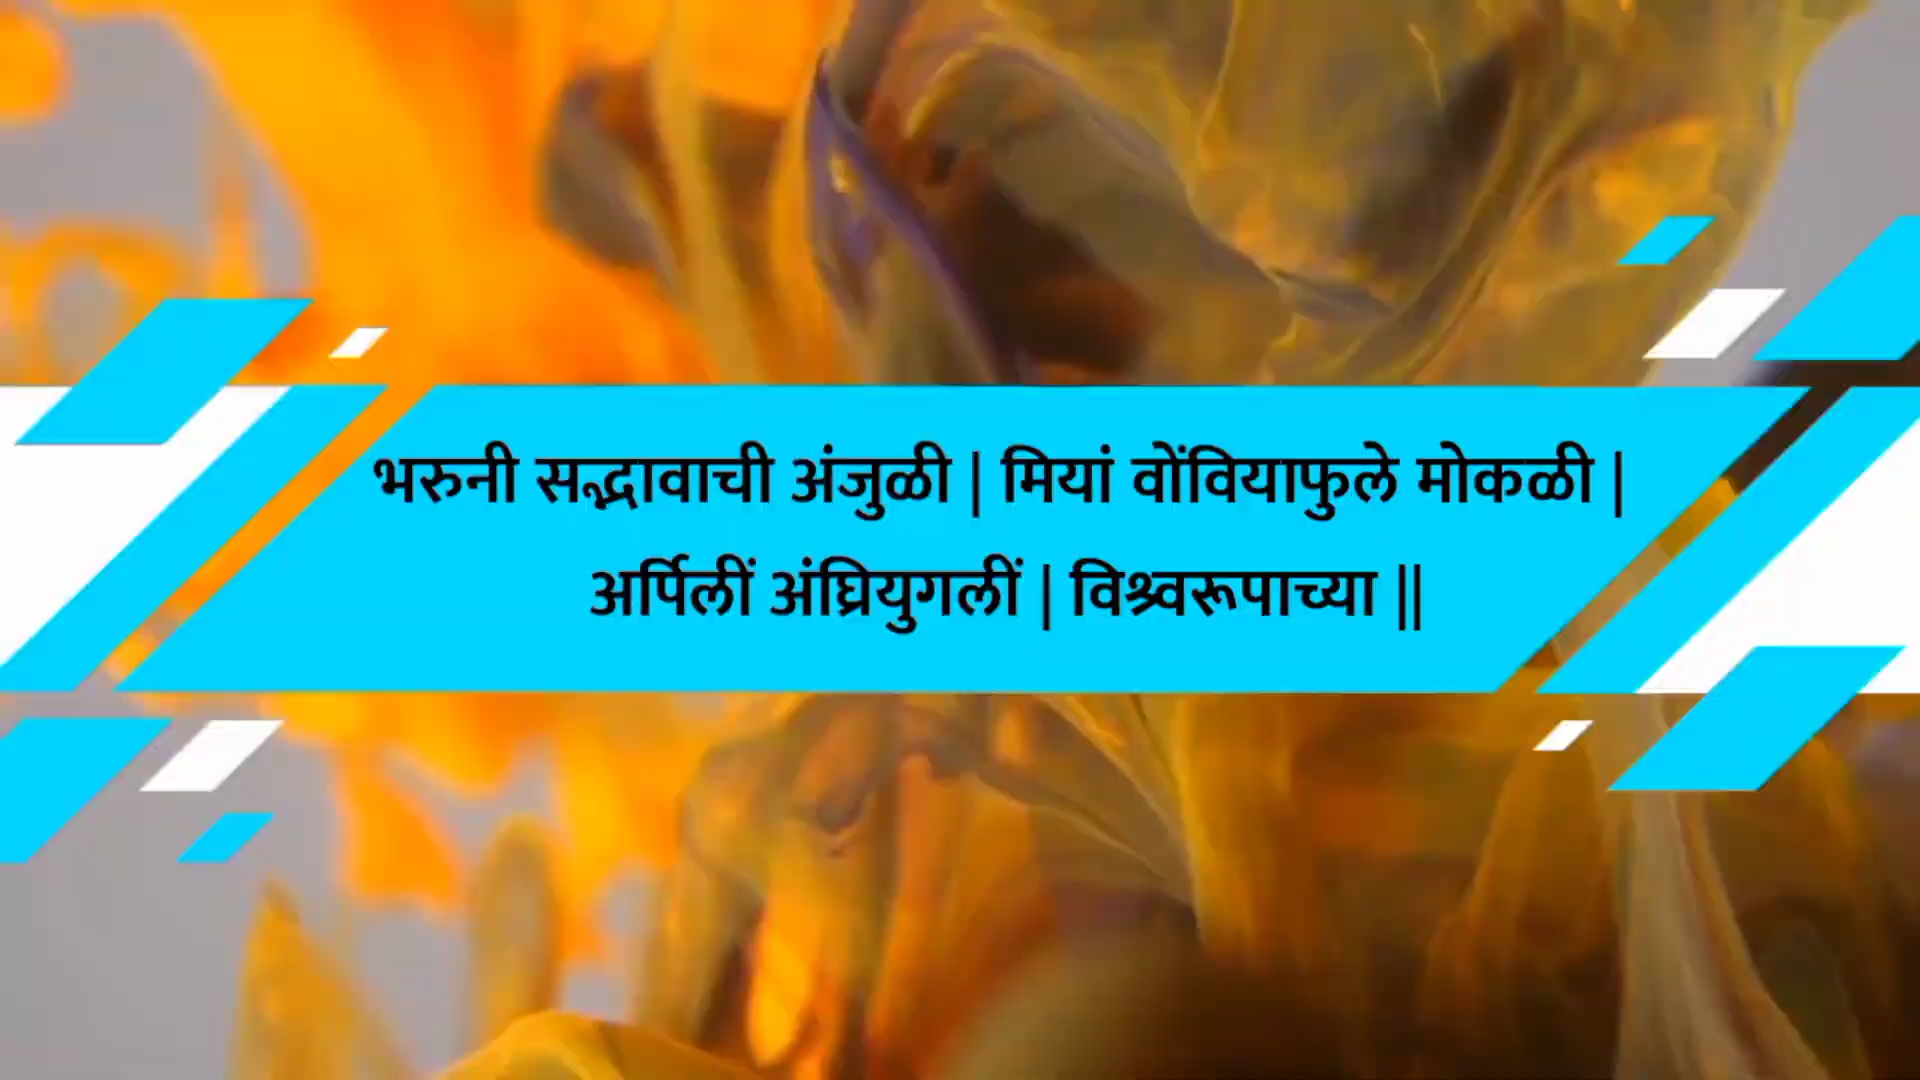 भरुनी सद्भावाची अंजुळी | मियां वोंवियाफुले मोकळी |
अर्पिलीं अंघ्रियुगलीं | विश्र्वरूपाच्या ||